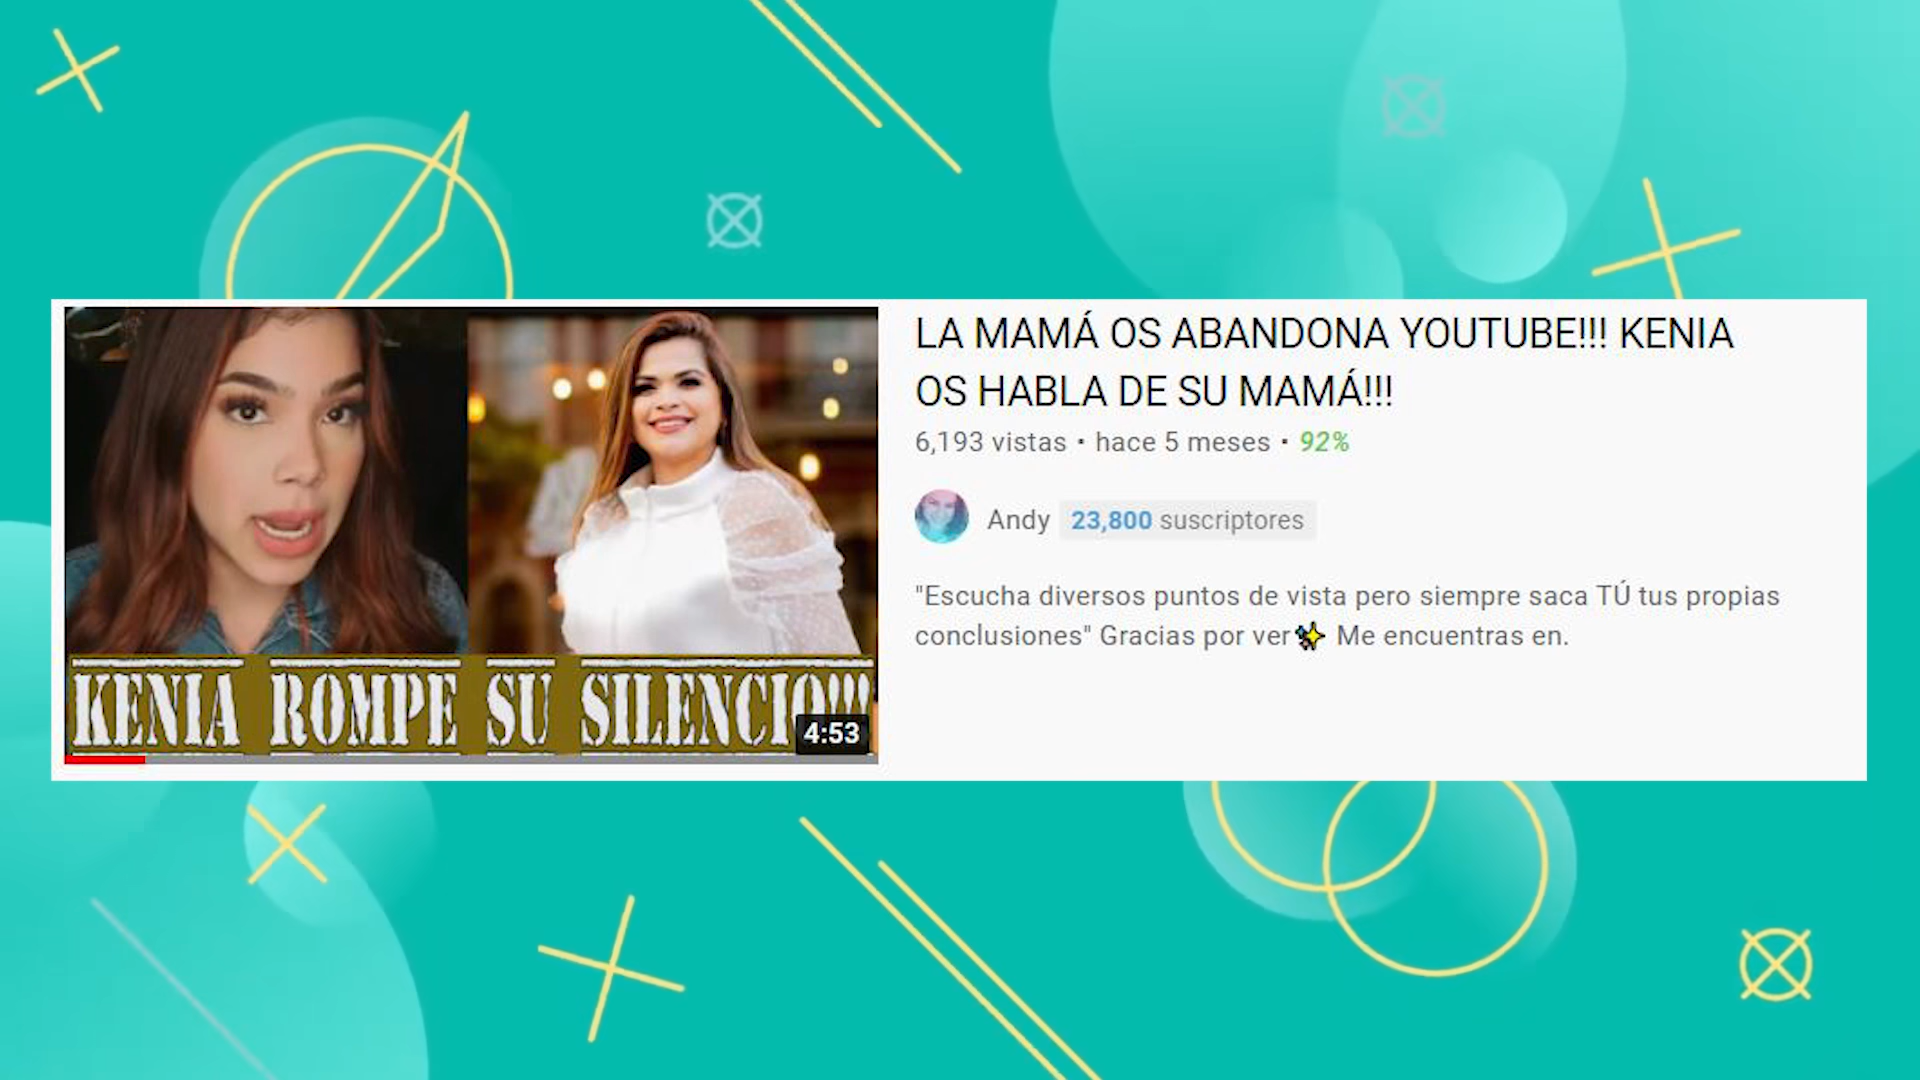 KENIA ROMPE SU SILENCIO!!!
4:53
LA MAMÁ OS ABANDONA YOUTUBE!!! KENIA
OS HABLA DE SU MAMÁ!!!
6,193 vistas • hace 5 meses • 92%
Andy 23,800 suscriptores
"Escucha diversos puntos de vista pero siempre saca TÚ tus propias
conclusiones" Gracias por ver✨ Me encuentras en.